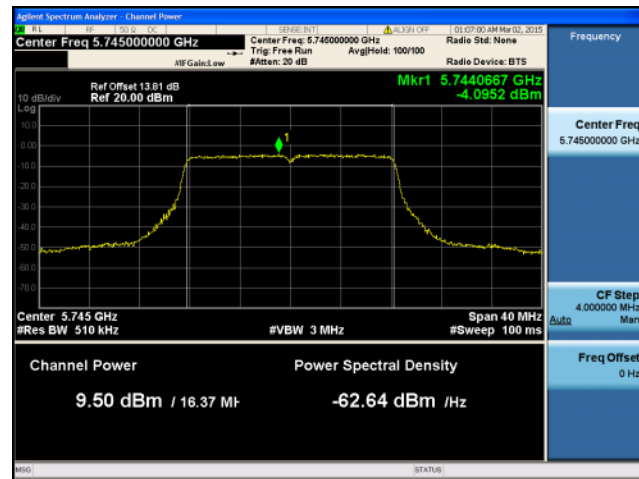 Agilent Spectrum Analyzer - Channel Power
RL RF 50 Ω DC SENSE:INT ALIGN OFF 01:07:00 AM Mar 02, 2015
Center Freq 5.745000000 GHz
Center Freq: 5.745000000 GHz
Radio Std: None
Trig: Free Run Avg|Hold: 100/100
#IFGain:Low #Atten: 20 dB Radio Device: BTS
Ref Offset 13.81 dB
Mkr1 5.7440667 GHz
10 dB/div Ref 20.00 dBm -4.0952 dBm
Log
10.0
0.00
1
-10.0
-20.0
-30.0
-40.0
-50.0
-60.0
-70.0
Center 5.745 GHz Span 40 MHz
#Res BW 510 kHz #VBW 3 MHz #Sweep 100 ms
Channel Power Power Spectral Density
9.50 dBm / 16.37 MH -62.64 dBm /Hz
MSG STATUS
Frequency
Center Freq
5.745000000 GHz
CF Step
4.000000 MHz
Auto Man
Freq Offset
0 Hz